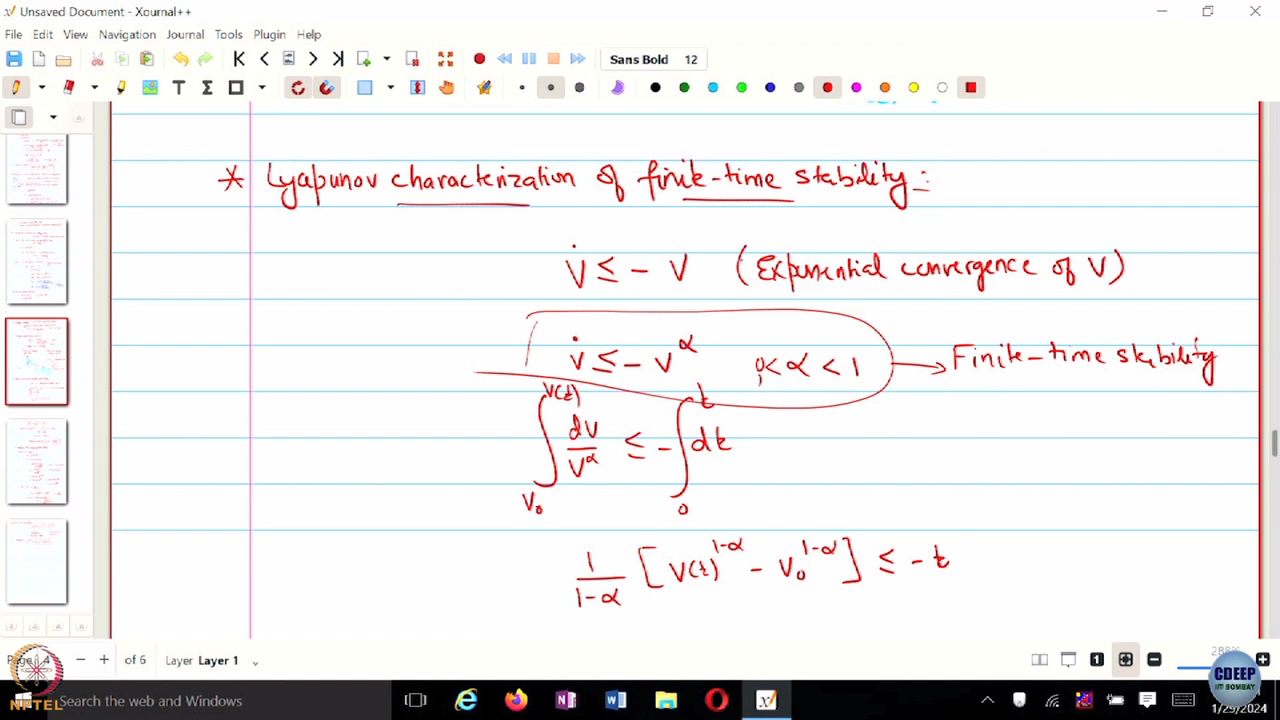 Unsaved Document - Xournal++
File Edit View Navigation Journal Tools Plugin Help
Sans Bold 12
* Lyapunov characterization of finite-time stability:
V̇ ≤ - V (Exponential convergence of V)
V̇ ≤ - V^α 0 < α < 1 → Finite-time stability
∫_{V₀}^{V(t)} dV/V^α ≤ - ∫_0^t dt
1/(1-α) [V(t)^{1-α} - V₀^{1-α}] ≤ - t
of 6 Layer Layer 1
288%
NPTEL
Search the web and Windows
CDEEP
IIT BOMBAY
1/29/2024